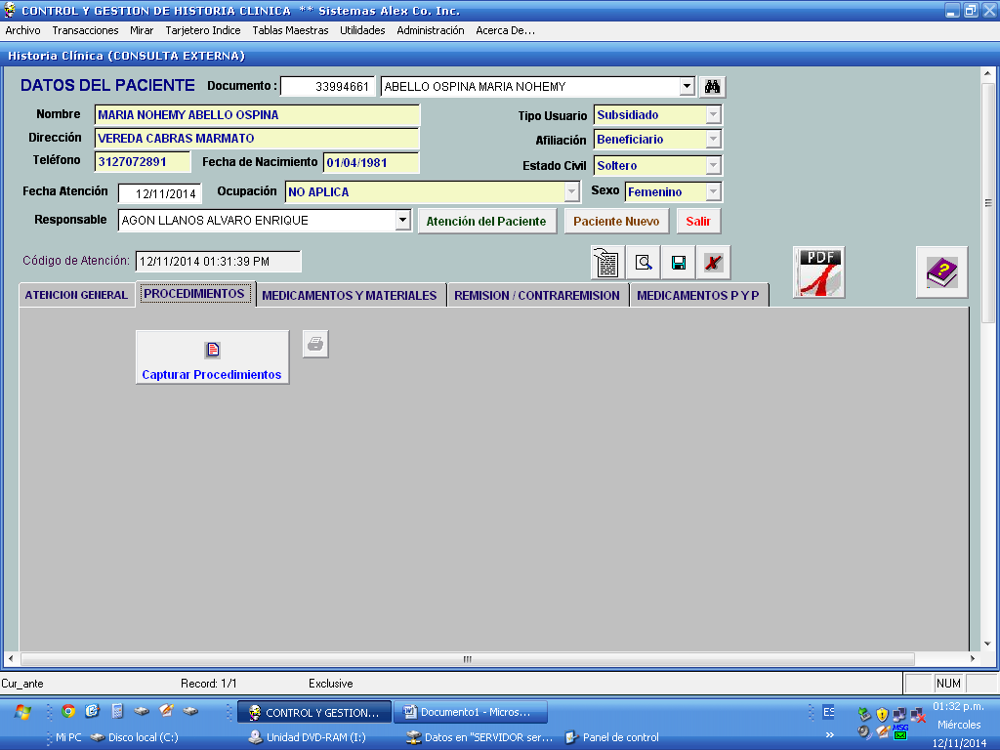 CONTROL Y GESTION DE HISTORIA CLINICA ** Sistemas Alex Co. Inc.
Archivo Transacciones Mirar Tarjetero Indice Tablas Maestras Utilidades Administración Acerca De...
Historia Clínica (CONSULTA EXTERNA)
DATOS DEL PACIENTE Documento : 33994661 ABELLO OSPINA MARIA NOHEMY
Nombre MARIA NOHEMY ABELLO OSPINA Tipo Usuario Subsidiado
Dirección VEREDA CABRAS MARMATO Afiliación Beneficiario
Teléfono 3127072891 Fecha de Nacimiento 01/04/1981 Estado Civil Soltero
Fecha Atención 12/11/2014 Ocupación NO APLICA Sexo Femenino
Responsable AGON LLANOS ALVARO ENRIQUE Atención del Paciente Paciente Nuevo Salir
Código de Atención: 12/11/2014 01:31:39 PM PDF
ATENCION GENERAL PROCEDIMIENTOS MEDICAMENTOS Y MATERIALES REMISION / CONTRAREMISION MEDICAMENTOS P Y P
Capturar Procedimientos
Cur_ante Record: 1/1 Exclusive NUM
CONTROL Y GESTION... Documento1 - Micros... ES 01:32 p.m.
MSG Miércoles
Mi PC Disco local (C:) Unidad DVD-RAM (I:) Datos en "SERVIDOR ser... Panel de control 12/11/2014